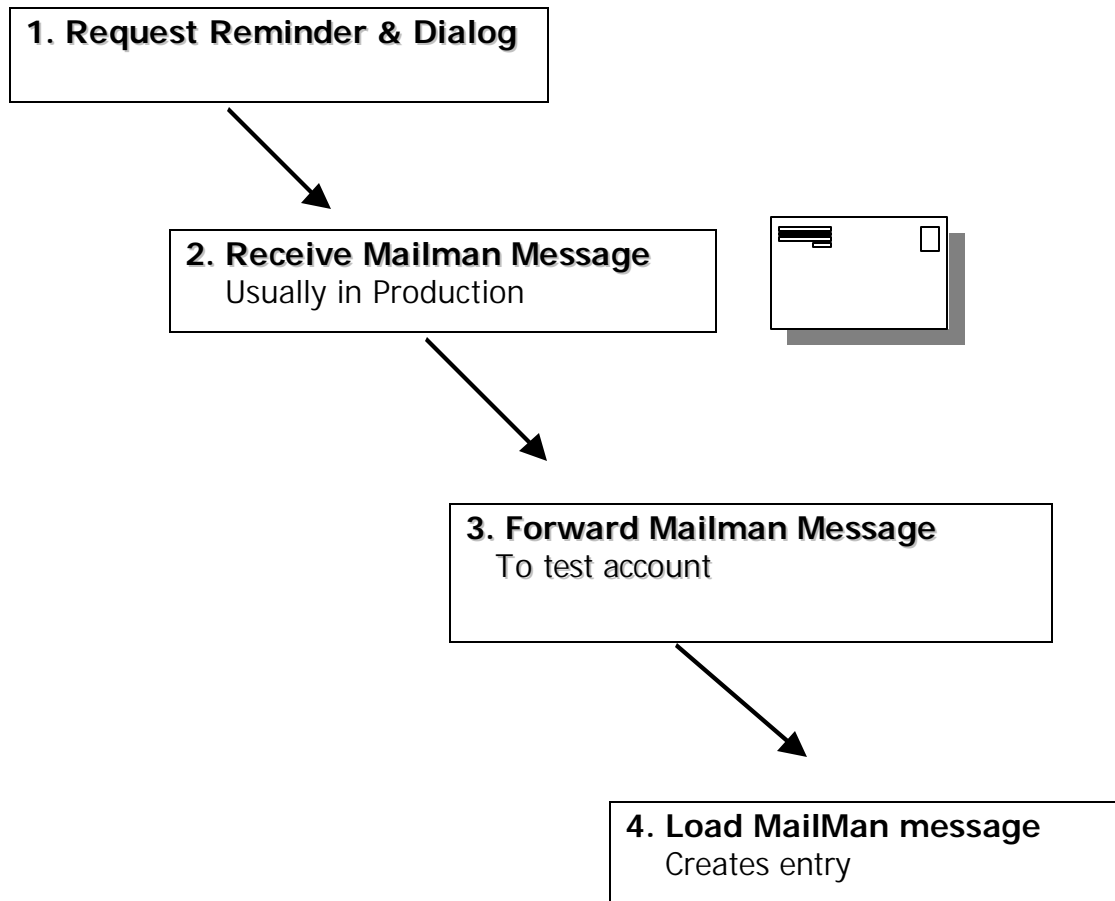 1. Request Reminder & Dialog
2. Receive Mailman Message
Usually in Production
3. Forward Mailman Message
To test account
4. Load MailMan message
Creates entry